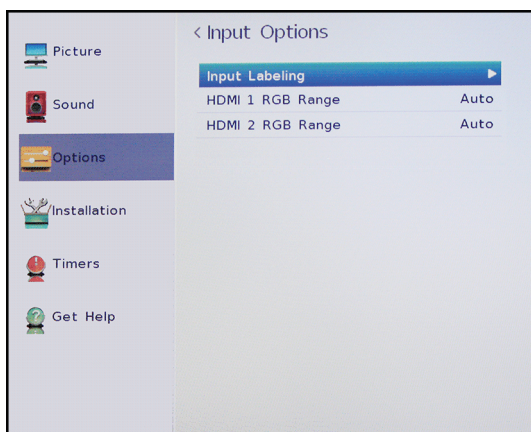 Picture
Sound
Options
Installation
Timers
Get Help
< Input Options
Input Labeling
HDMI 1 RGB Range Auto
HDMI 2 RGB Range Auto